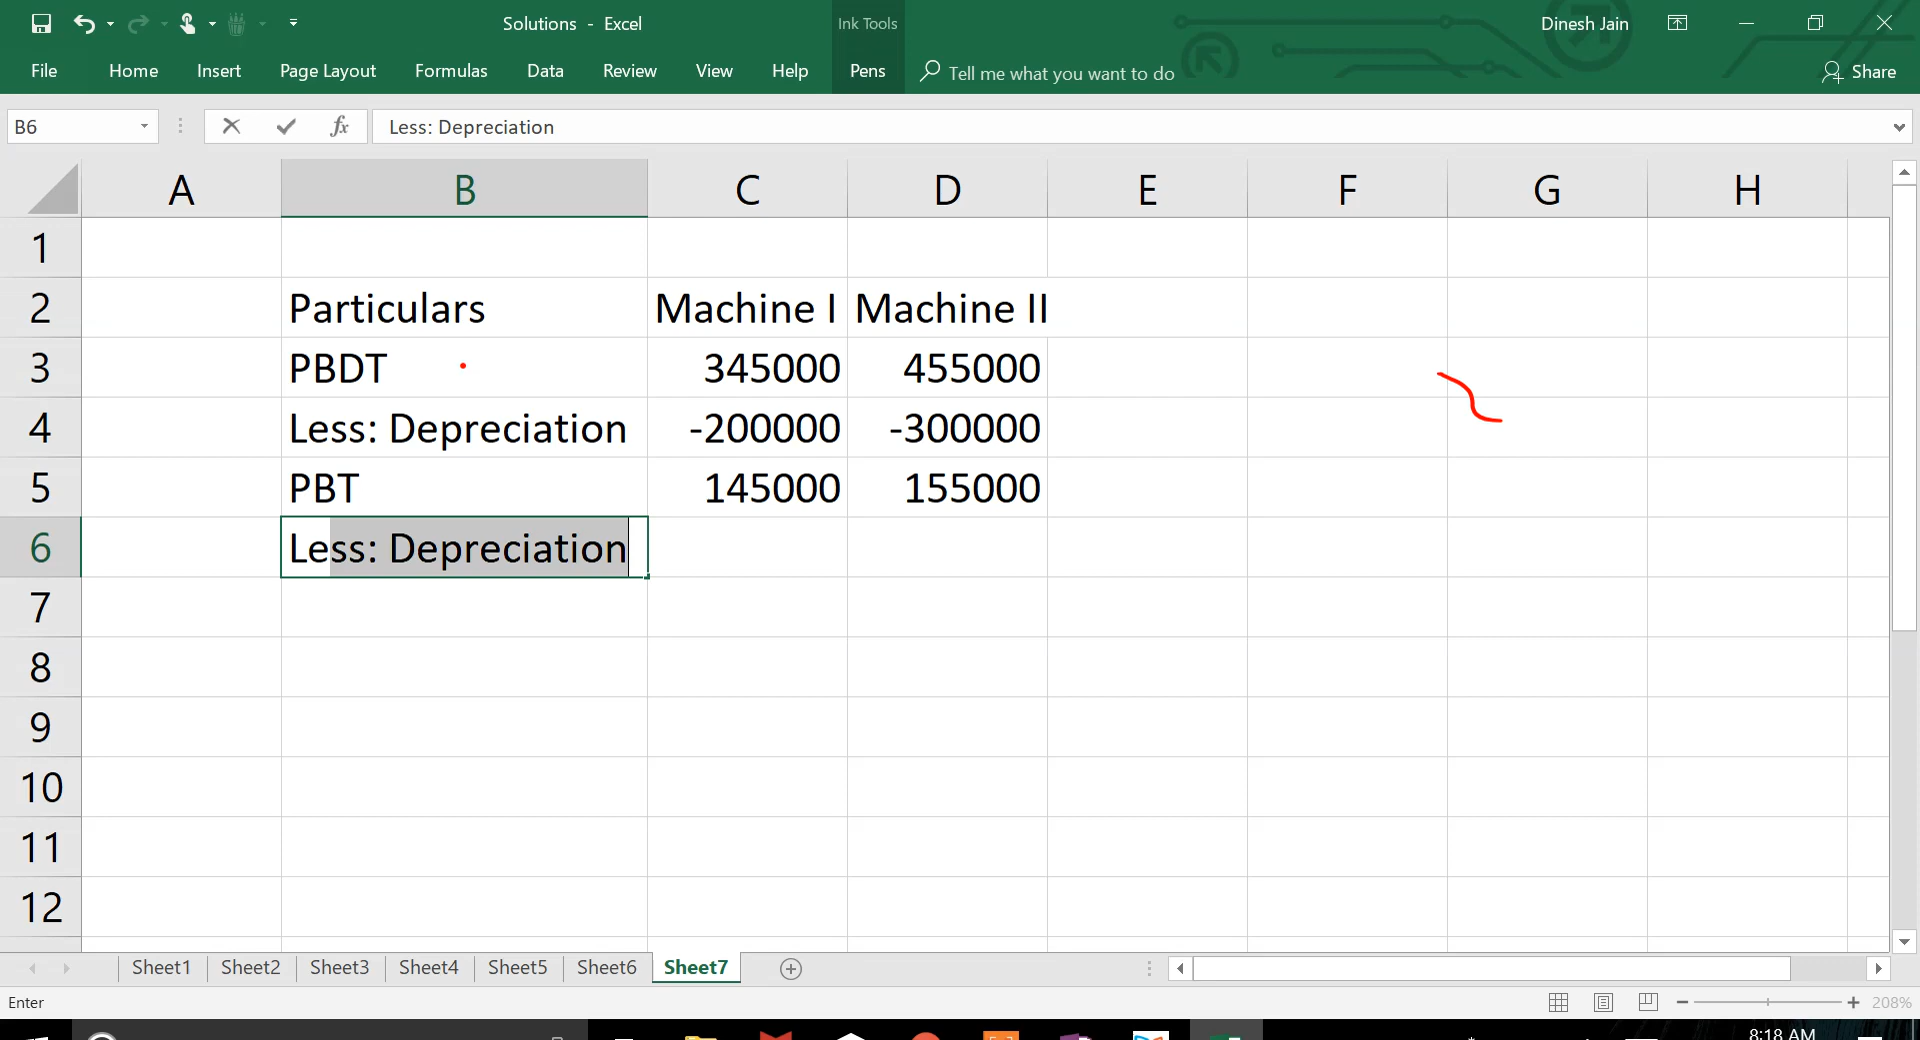 Solutions - Excel
Ink Tools
Dinesh Jain
File Home Insert Page Layout Formulas Data Review View Help Pens Tell me what you want to do Share
B6 fx Less: Depreciation
A B C D E F G H
1
2 Particulars Machine I Machine II
3 PBDT 345000 455000
4 Less: Depreciation -200000 -300000
5 PBT 145000 155000
6 Less: Depreciation
7
8
9
10
11
12
Sheet1 Sheet2 Sheet3 Sheet4 Sheet5 Sheet6 Sheet7
Enter 208%
8:18 AM